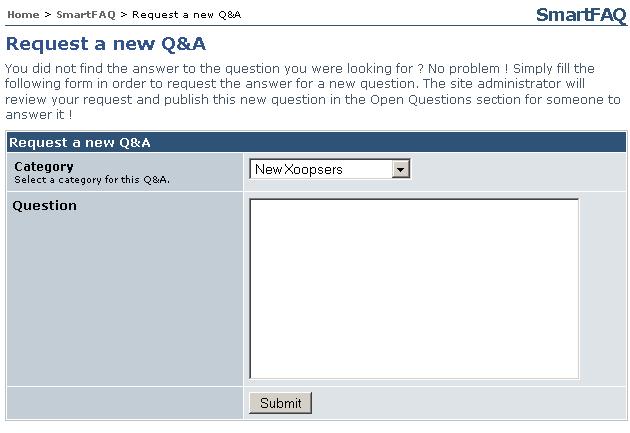 Home > SmartFAQ > Request a new Q&A
SmartFAQ
Request a new Q&A
You did not find the answer to the question you were looking for ? No problem ! Simply fill the
following form in order to request the answer for a new question. The site administrator will
review your request and publish this new question in the Open Questions section for someone to
answer it !
Request a new Q&A
Category
Select a category for this Q&A.
New Xoopsers
Question
Submit